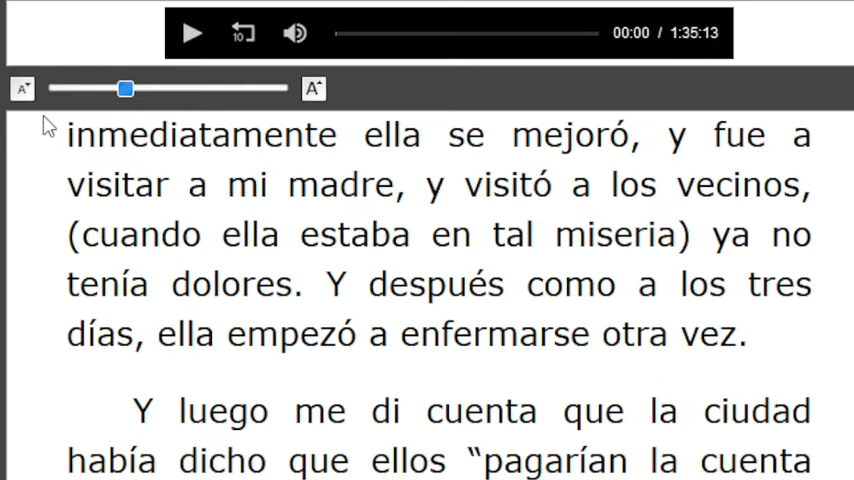 10
00:00 / 1:35:13
A
A
inmediatamente ella se mejoró, y fue a
visitar a mi madre, y visitó a los vecinos,
(cuando ella estaba en tal miseria) ya no
tenía dolores. Y después como a los tres
días, ella empezó a enfermarse otra vez.
Y luego me di cuenta que la ciudad
había dicho que ellos “pagarían la cuenta